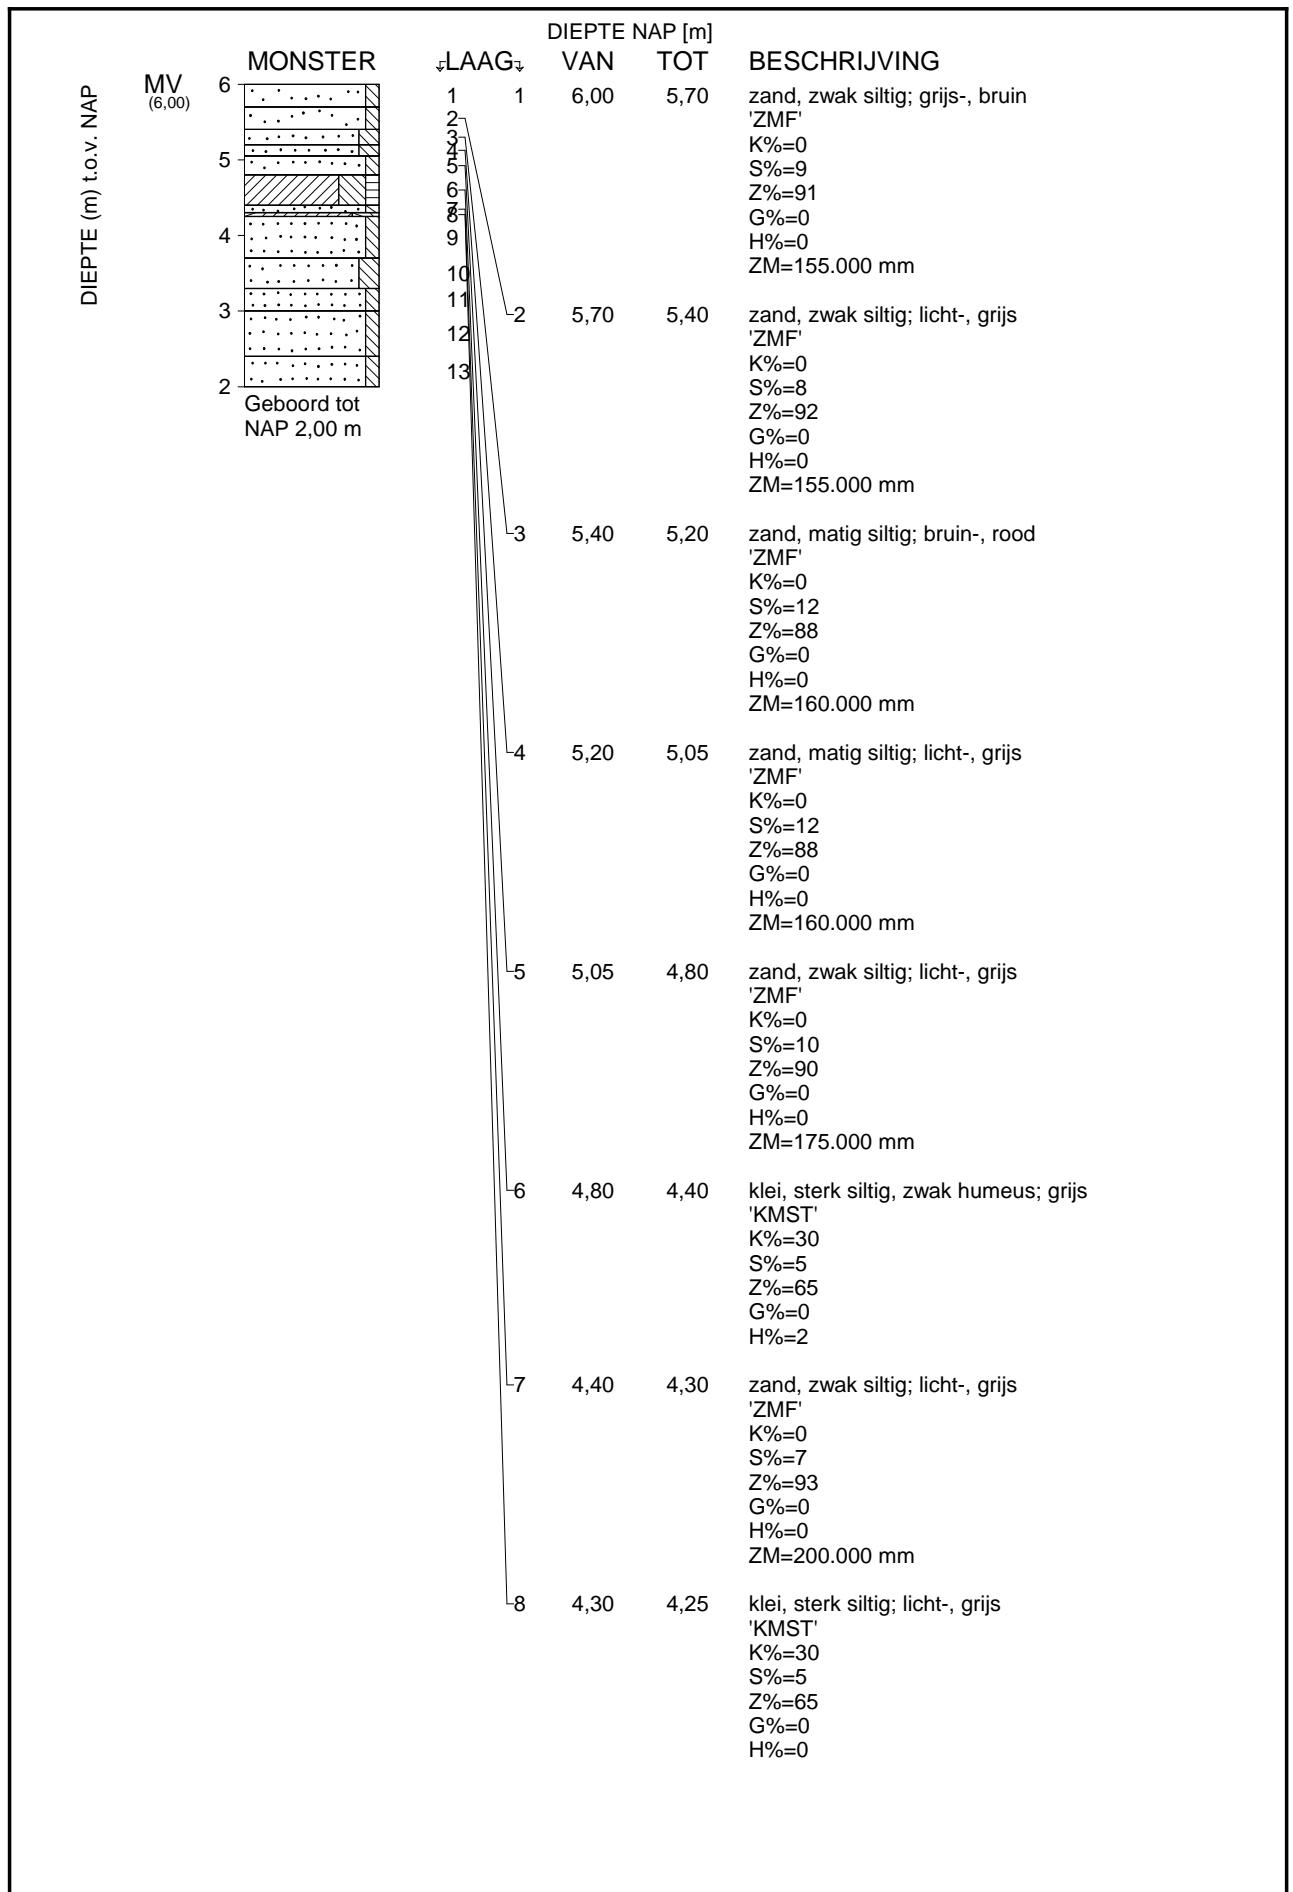 DIEPTE NAP [m]
MONSTER LAAG VAN TOT BESCHRIJVING
DIEPTE (m) t.o.v. NAP
MV
(6,00)
6
5
4
3
2
Geboord tot
NAP 2,00 m
1
2
3
4
5
6
7
8
9
10
11
12
13
1 6,00 5,70 zand, zwak siltig; grijs-, bruin
'ZMF'
K%=0
S%=9
Z%=91
G%=0
H%=0
ZM=155.000 mm
2 5,70 5,40 zand, zwak siltig; licht-, grijs
'ZMF'
K%=0
S%=8
Z%=92
G%=0
H%=0
ZM=155.000 mm
3 5,40 5,20 zand, matig siltig; bruin-, rood
'ZMF'
K%=0
S%=12
Z%=88
G%=0
H%=0
ZM=160.000 mm
4 5,20 5,05 zand, matig siltig; licht-, grijs
'ZMF'
K%=0
S%=12
Z%=88
G%=0
H%=0
ZM=160.000 mm
5 5,05 4,80 zand, zwak siltig; licht-, grijs
'ZMF'
K%=0
S%=10
Z%=90
G%=0
H%=0
ZM=175.000 mm
6 4,80 4,40 klei, sterk siltig, zwak humeus; grijs
'KMST'
K%=30
S%=5
Z%=65
G%=0
H%=2
7 4,40 4,30 zand, zwak siltig; licht-, grijs
'ZMF'
K%=0
S%=7
Z%=93
G%=0
H%=0
ZM=200.000 mm
8 4,30 4,25 klei, sterk siltig; licht-, grijs
'KMST'
K%=30
S%=5
Z%=65
G%=0
H%=0